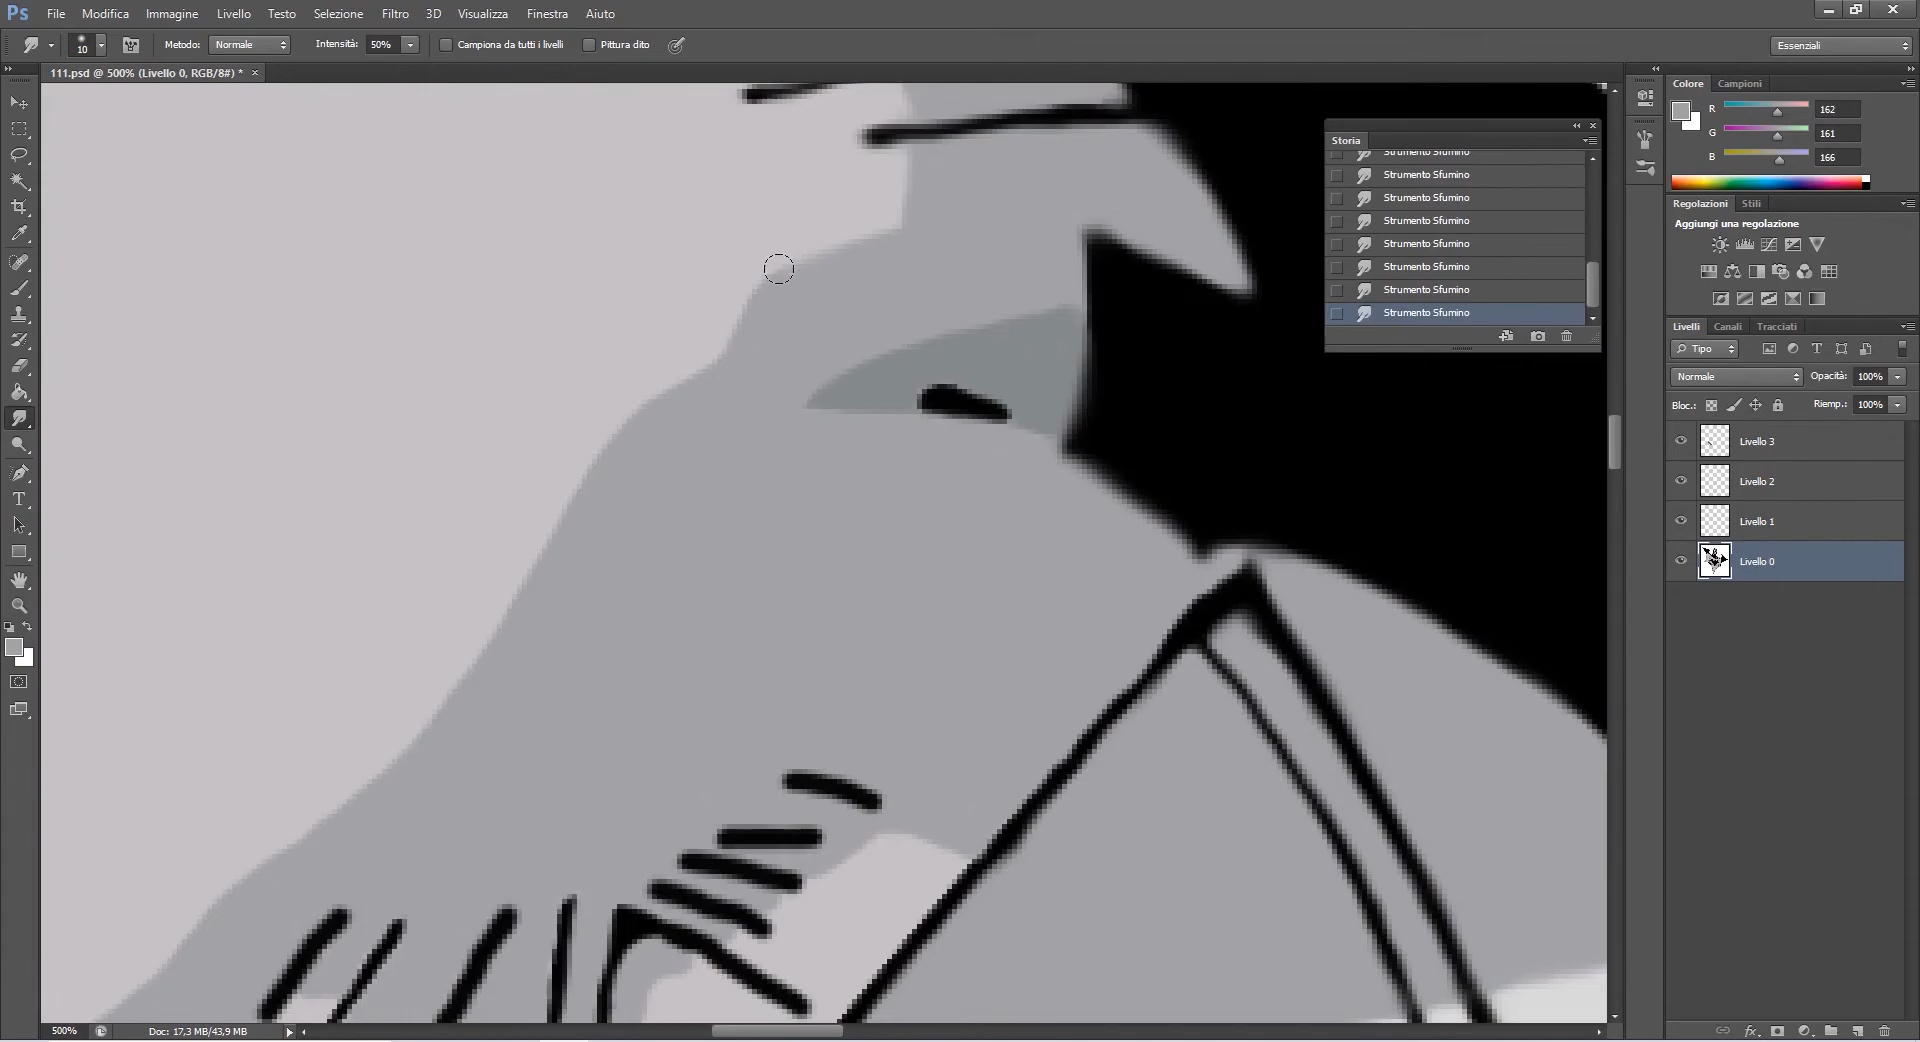 Ps File Modifica Immagine Livello Testo Selezione Filtro 3D Visualizza Finestra Aiuto
10 Metodo: Normale Intensità: 50% Campiona da tutti i livelli Pittura dito Essenziali
111.psd @ 500% (Livello 0, RGB/8#) * ×
Colore Campioni
R 162
G 161
B 166
Storia
Strumento Sfumino
Strumento Sfumino
Strumento Sfumino
Strumento Sfumino
Strumento Sfumino
Strumento Sfumino
Strumento Sfumino
Strumento Sfumino
Regolazioni Stili
Aggiungi una regolazione
Livelli Canali Tracciati
Tipo
Normale Opacità: 100%
Bloc.: Riemp.: 100%
Livello 3
Livello 2
Livello 1
Livello 0
500% Doc: 17,3 MB/43,9 MB